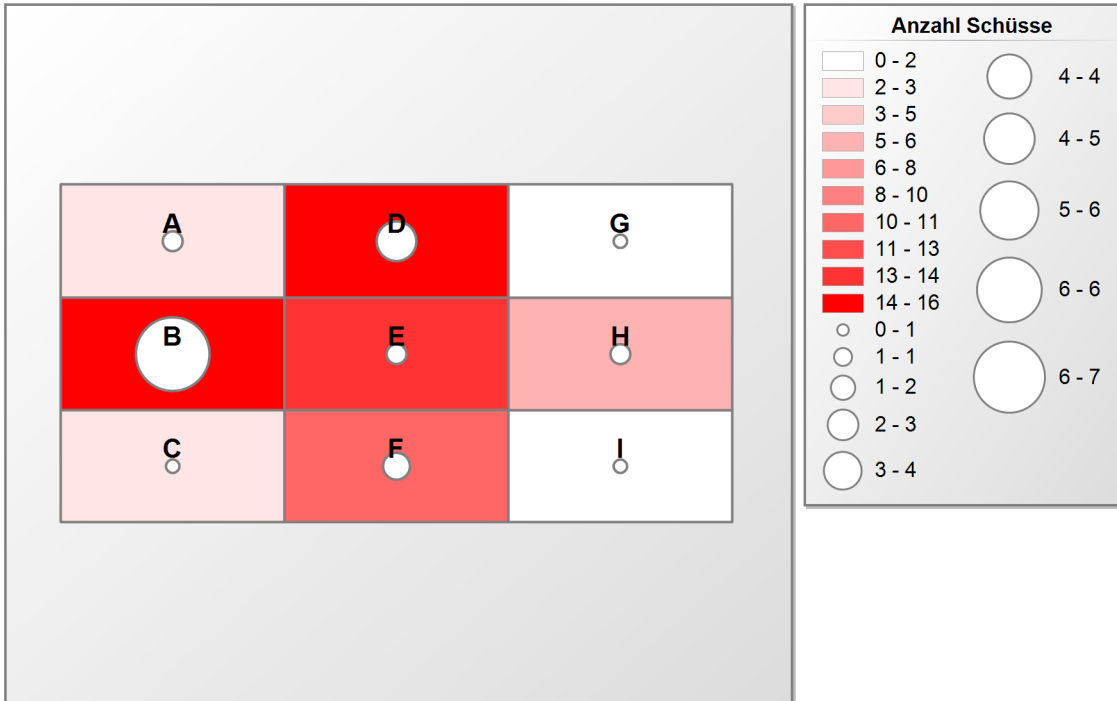 Anzahl Schüsse
0 - 2
2 - 3
3 - 5
5 - 6
6 - 8
8 - 10
10 - 11
11 - 13
13 - 14
14 - 16
0 - 1
1 - 1
1 - 2
2 - 3
3 - 4
4 - 4
4 - 5
5 - 6
6 - 6
6 - 7
A D G
B E H
C F I